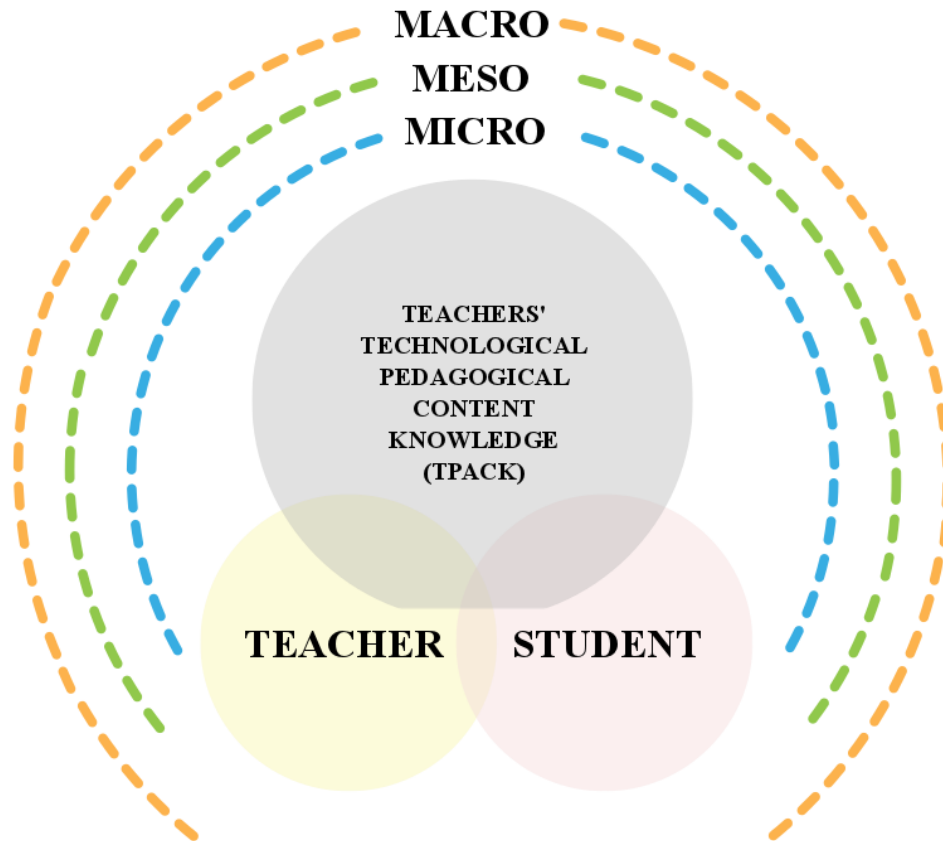 MACRO
MESO
MICRO
TEACHERS'
TECHNOLOGICAL
PEDAGOGICAL
CONTENT
KNOWLEDGE
(TPACK)
TEACHER
STUDENT